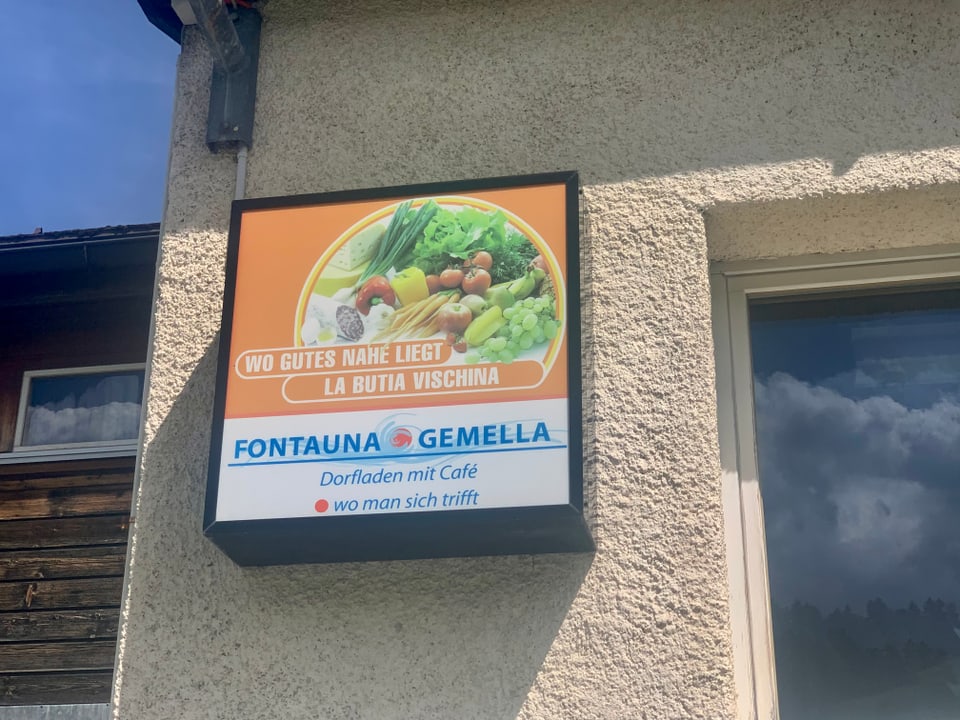 WO GUTES NAHE LIEGT
LA BUTIA VISCHINA
FONTAUNA GEMELLA
Dorfladen mit Café
wo man sich trifft